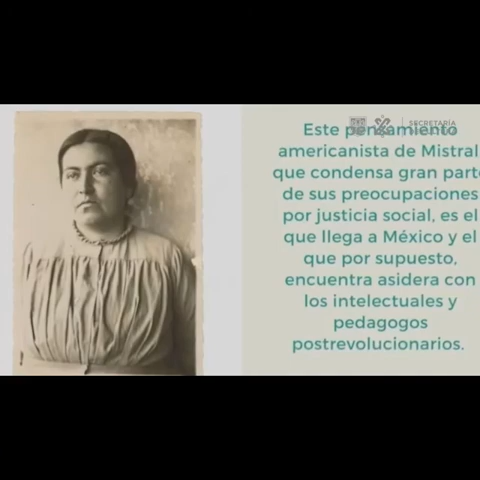 SECRETARÍA
Este pensamiento
americanista de Mistral
que condensa gran parte
de sus preocupaciones
por justicia social, es el
que llega a México y el
que por supuesto,
encuentra asidera con
los intelectuales y
pedagogos
postrevolucionarios.